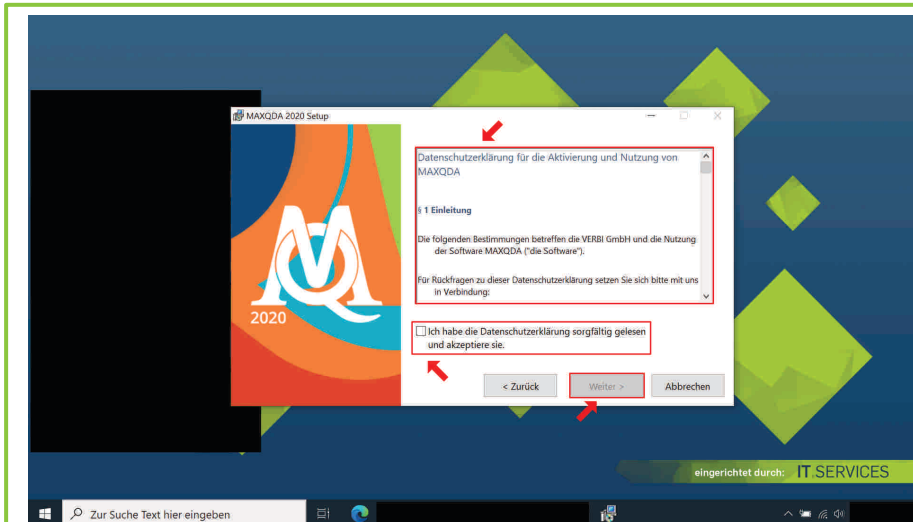 MAXQDA 2020 Setup
Datenschutzerklärung für die Aktivierung und Nutzung von
MAXQDA
§ 1 Einleitung
Die folgenden Bestimmungen betreffen die VERBI GmbH und die Nutzung
der Software MAXQDA ("die Software").
Für Rückfragen zu dieser Datenschutzerklärung setzen Sie sich bitte mit uns
in Verbindung:
MQA
2020
Ich habe die Datenschutzerklärung sorgfältig gelesen
und akzeptiere sie.
< Zurück
Weiter >
Abbrechen
eingerichtet durch: IT.SERVICES
Zur Suche Text hier eingeben